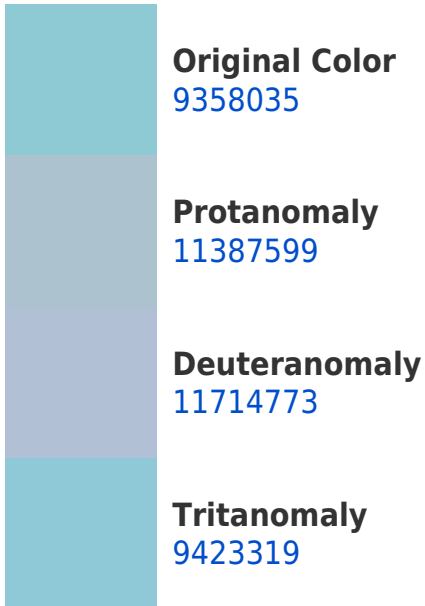 Original Color
9358035
Protanomaly
11387599
Deuteranomaly
11714773
Tritanomaly
9423319